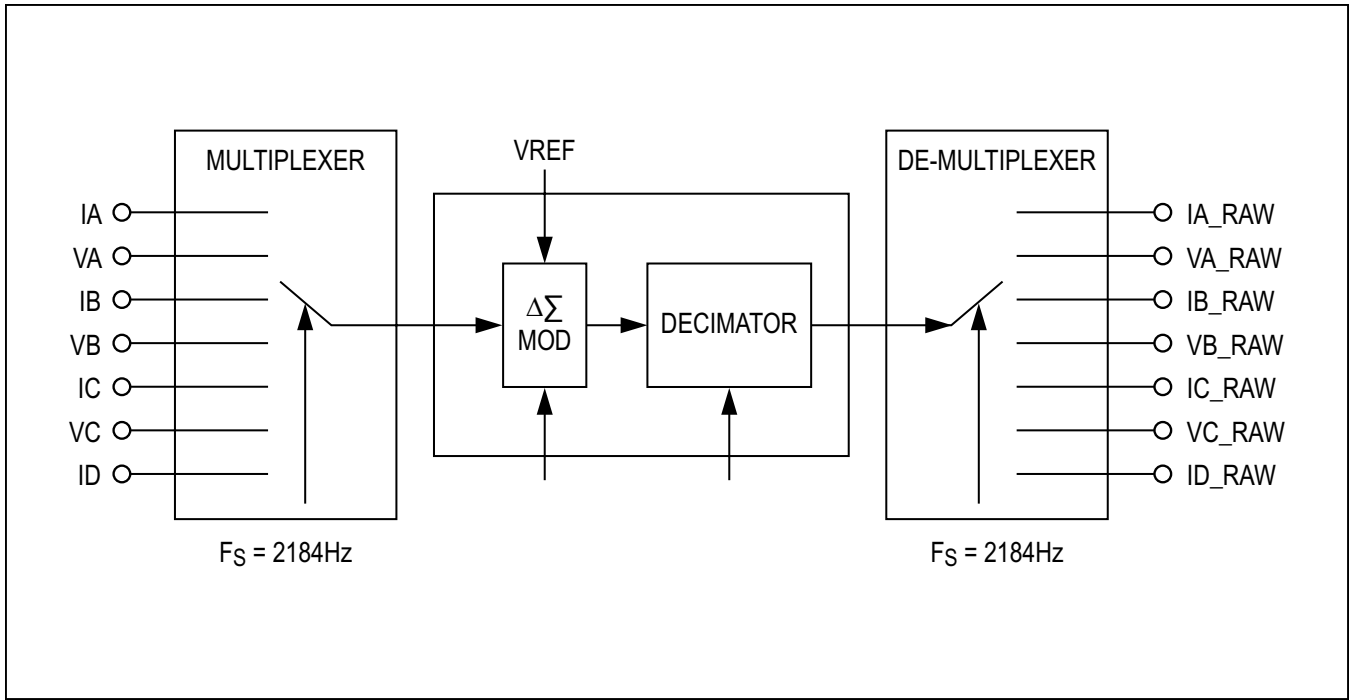 MULTIPLEXER
VREF
DE-MULTIPLEXER
IA
VA
IB
VB
IC
VC
ID
ΔΣ
MOD
DECIMATOR
IA_RAW
VA_RAW
IB_RAW
VB_RAW
IC_RAW
VC_RAW
ID_RAW
FS = 2184Hz
FS = 2184Hz